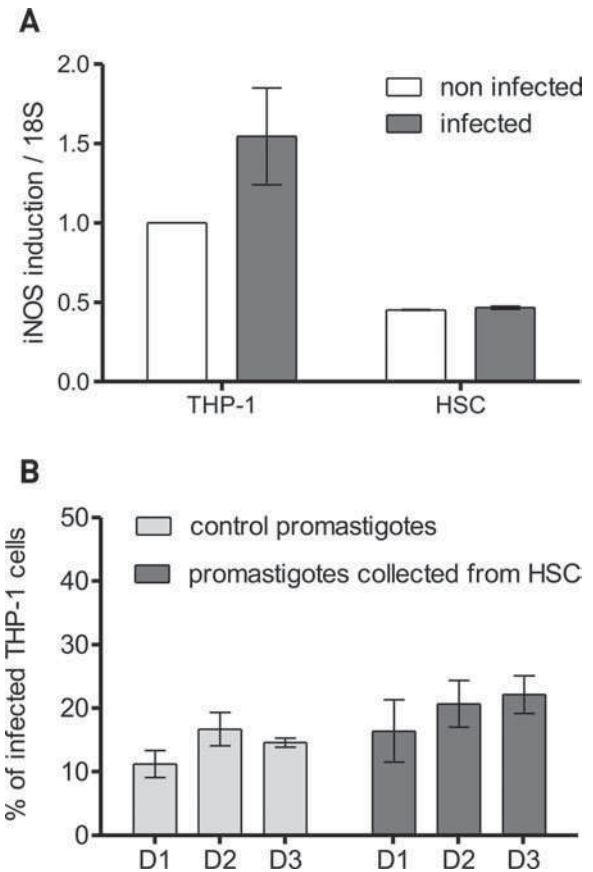 A
iNOS induction / 18S
2.0
1.5
1.0
0.5
0.0
non infected
infected
THP-1 HSC
B
% of infected THP-1 cells
50
40
30
20
10
0
control promastigotes
promastigotes collected from HSC
D1 D2 D3 D1 D2 D3